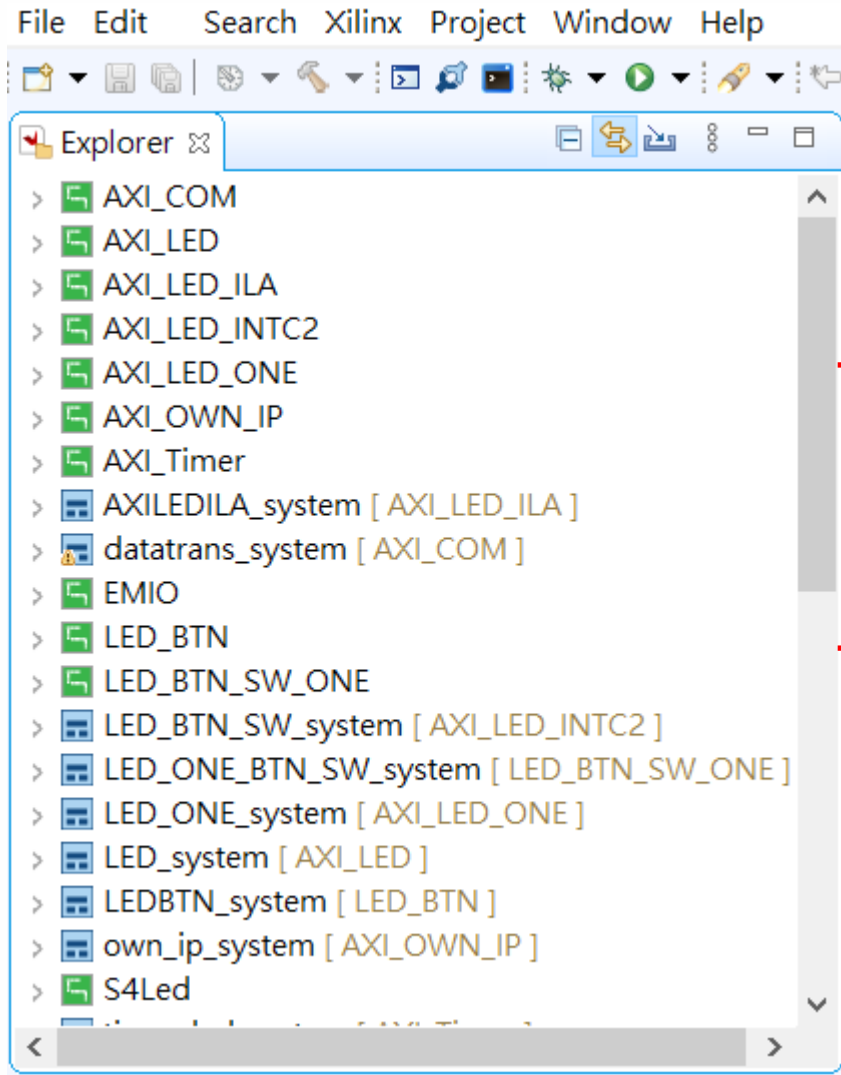 File Edit Search Xilinx Project Window Help
Explorer
AXI_COM
AXI_LED
AXI_LED_ILA
AXI_LED_INTC2
AXI_LED_ONE
AXI_OWN_IP
AXI_Timer
AXILEDILA_system [ AXI_LED_ILA ]
datatrans_system [ AXI_COM ]
EMIO
LED_BTN
LED_BTN_SW_ONE
LED_BTN_SW_system [ AXI_LED_INTC2 ]
LED_ONE_BTN_SW_system [ LED_BTN_SW_ONE ]
LED_ONE_system [ AXI_LED_ONE ]
LED_system [ AXI_LED ]
LEDBTN_system [ LED_BTN ]
own_ip_system [ AXI_OWN_IP ]
S4Led